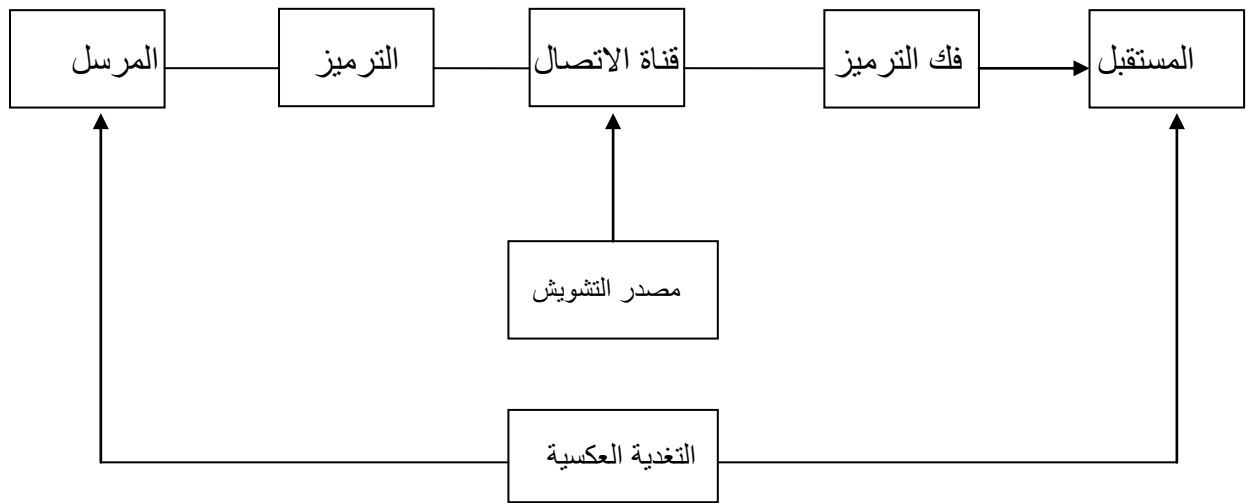 المستقبل
فك الترميز
قناة الاتصال
الترميز
المرسل
مصدر التشويش
التغدية العكسية